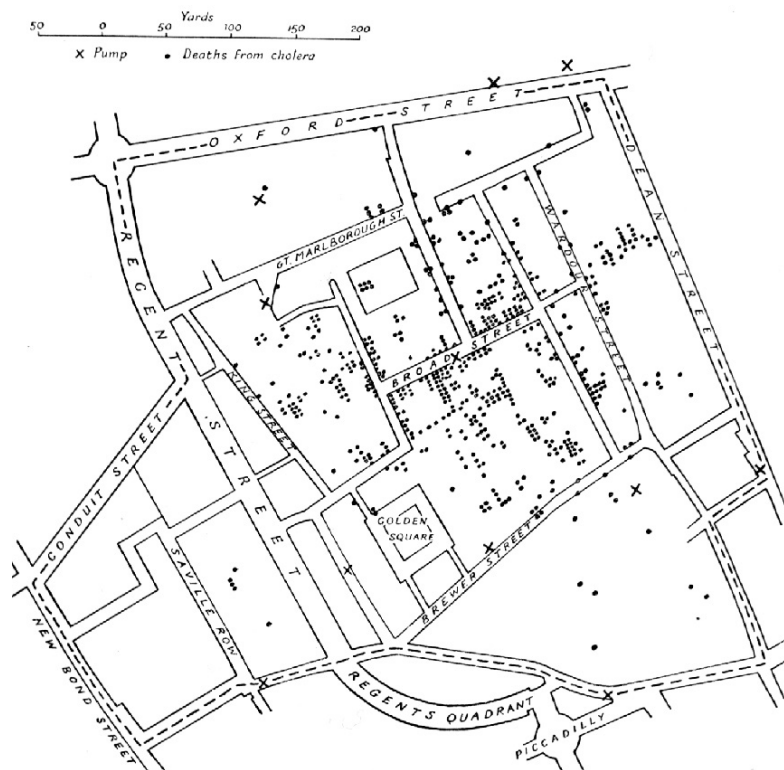 Yards
50 0 50 100 150 200
× Pump • Deaths from cholera
OXFORD STREET
DEAN STREET
REGENT STREET
GT. MARLBOROUGH ST.
WARDOUR STREET
BROAD STREET
KING STREET
CONDUIT STREET
GOLDEN
SQUARE
SAVILLE ROW
BREWER STREET
NEW BOND STREET
REGENTS QUADRANT
PICCADILLY